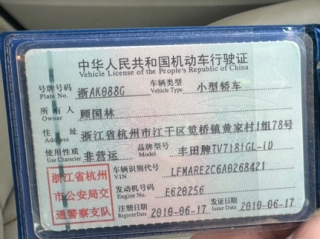 中华人民共和国机动车行驶证
Vehicle License of the People's Republic of China
号牌号码 浙AK088G 车辆类型 小型轿车
Plate No. Vehicle Type
所有人 顾国林
Owner
住址 浙江省杭州市江干区笕桥镇黄家村1组78号
Address
使用性质 非营运 品牌型号 丰田牌TV7181GL-iD
Use Character Model
浙江省杭州市公安局交通警察支队
车辆识别代号 LFMARE2C6A0268421
VIN
发动机号码 E620256
Engine No.
注册日期 2010-06-17 发证日期 2010-06-17
Register Date Issue Date